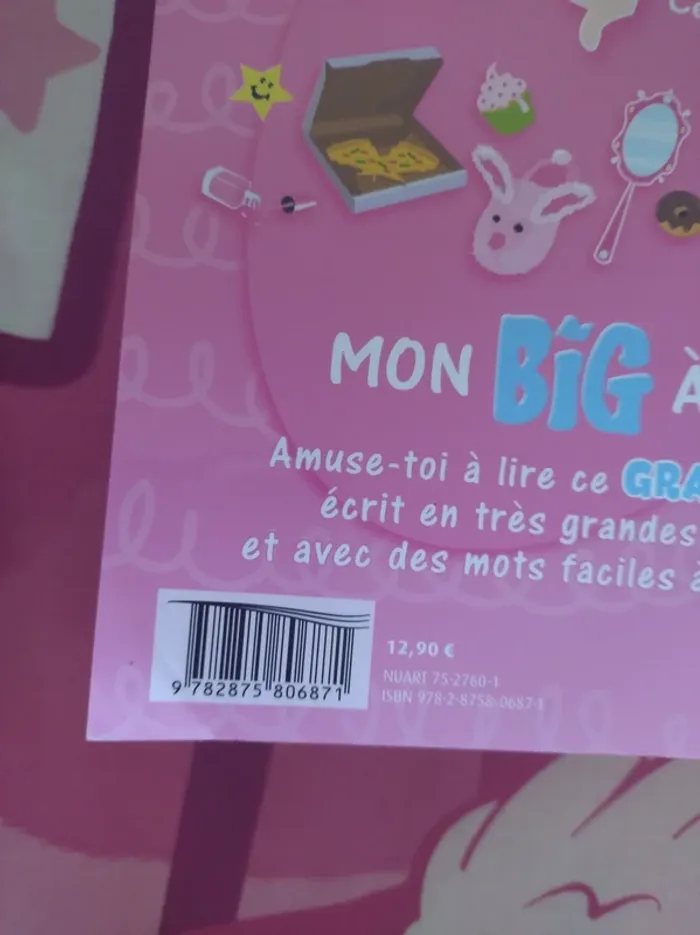 MON BIG À
Amuse-toi à lire ce
écrit en très grandes
et avec des mots faciles à
12,90 €
NUART 75-2760-1
ISBN 978-2-8758-0687-1
9 782875 806871